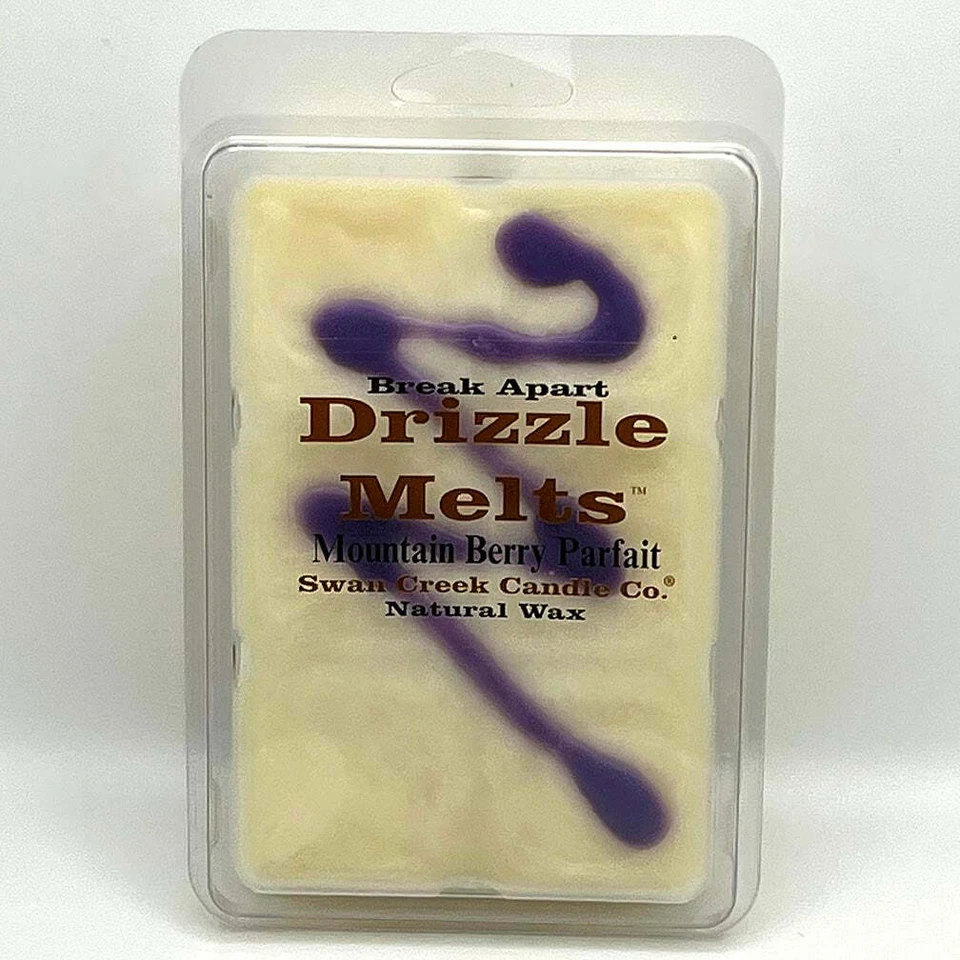 Break Apart
Drizzle
Melts™
Mountain Berry Parfait
Swan Creek Candle Co.®
Natural Wax